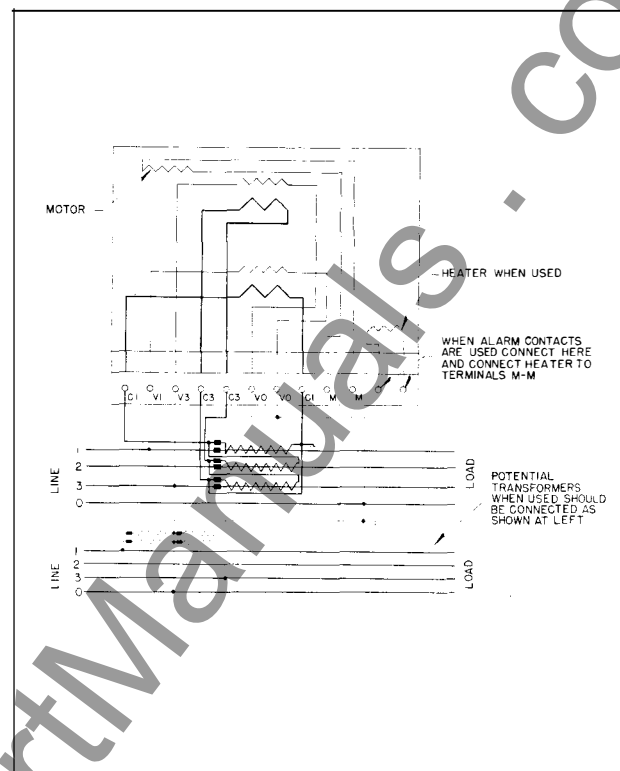 MOTOR
HEATER WHEN USED
WHEN ALARM CONTACTS
ARE USED CONNECT HERE
AND CONNECT HEATER TO
TERMINALS M-M
C1 V1 V3 C3 C3 V0 V0 C1 M M
LINE
1
2
3
0
LOAD
POTENTIAL
TRANSFORMERS
WHEN USED SHOULD
BE CONNECTED AS
SHOWN AT LEFT
LINE
1
2
3
0
LOAD
rtManuals . co